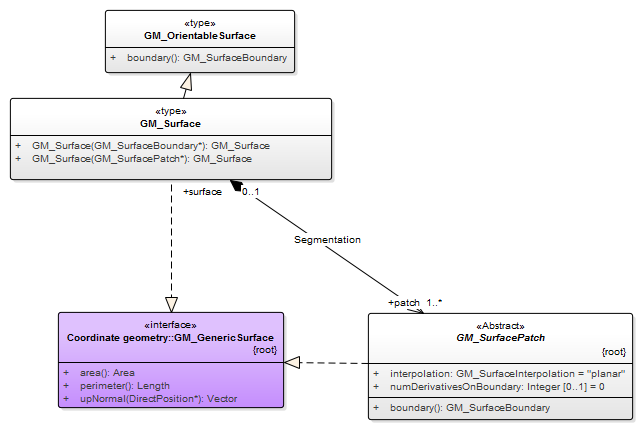 «type»
GM_OrientableSurface
+ boundary(): GM_SurfaceBoundary
«type»
GM_Surface
+ GM_Surface(GM_SurfaceBoundary*): GM_Surface
+ GM_Surface(GM_SurfacePatch*): GM_Surface
+surface 0..1
Segmentation
+patch 1..*
«interface»
Coordinate geometry::GM_GenericSurface
{root}
+ area(): Area
+ perimeter(): Length
+ upNormal(DirectPosition*): Vector
«Abstract»
GM_SurfacePatch
{root}
+ interpolation: GM_SurfaceInterpolation = "planar"
+ numDerivativesOnBoundary: Integer [0..1] = 0
+ boundary(): GM_SurfaceBoundary